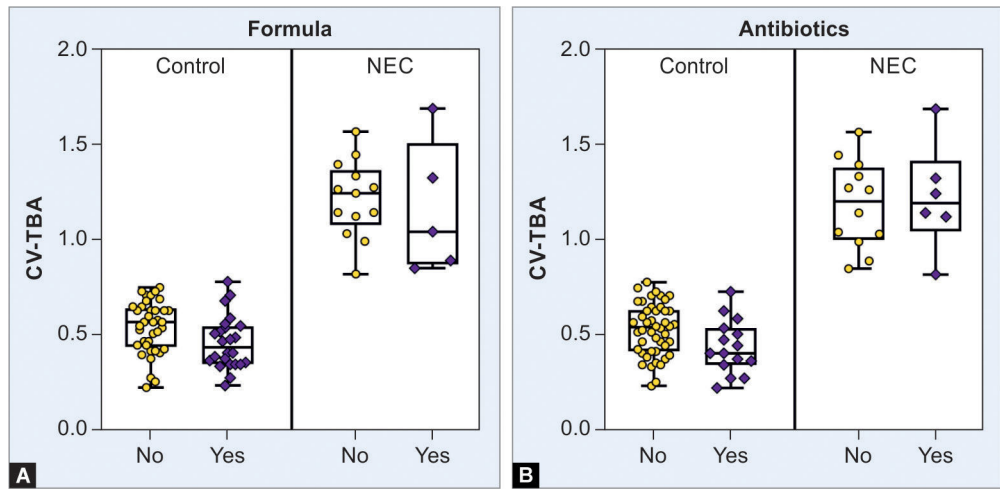 Formula
Control
NEC
CV-TBA
2.0
1.5
1.0
0.5
0.0
No
Yes
No
Yes
A
Antibiotics
Control
NEC
CV-TBA
2.0
1.5
1.0
0.5
0.0
No
Yes
No
Yes
B